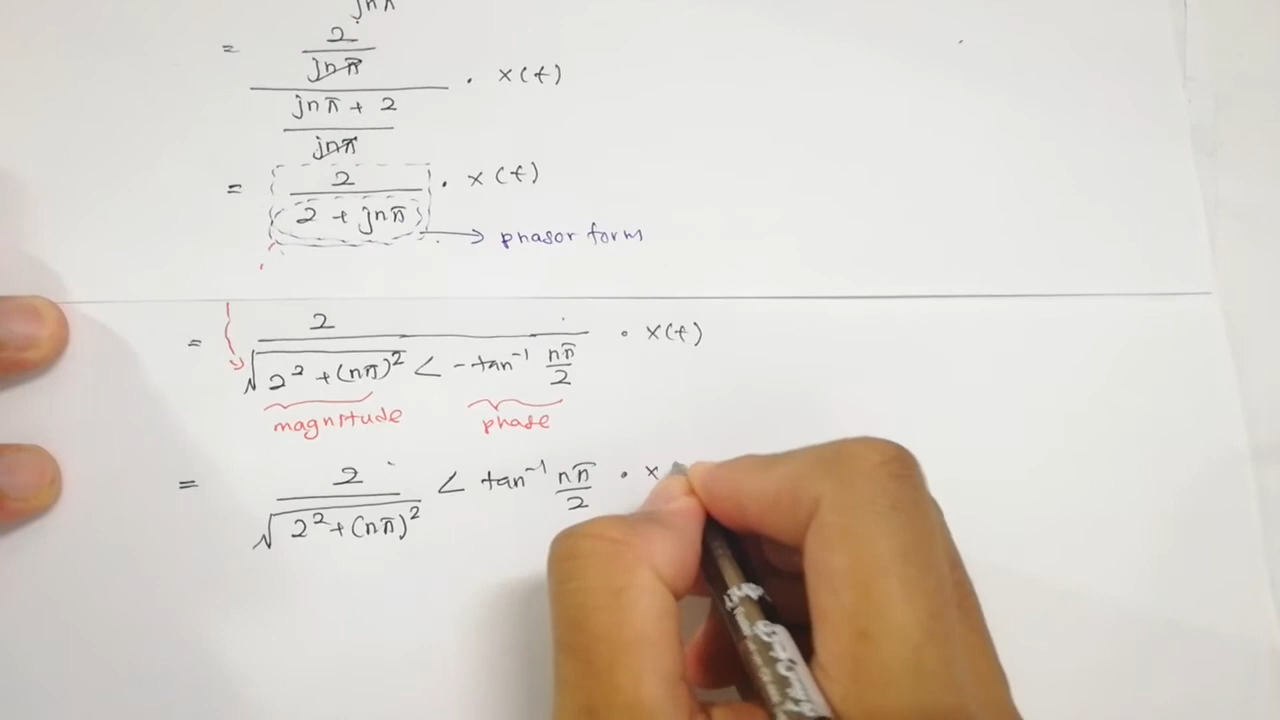 jnπ
= 2
jnπ
jnπ + 2
jnπ
· x(t)
= 2
2 + jnπ
· x(t)
phasor form
= 2
√2² + (nπ)² < -tan⁻¹ nπ/2 · x(t)
magnitude phase
= 2
√2² + (nπ)² < tan⁻¹ nπ/2 · x